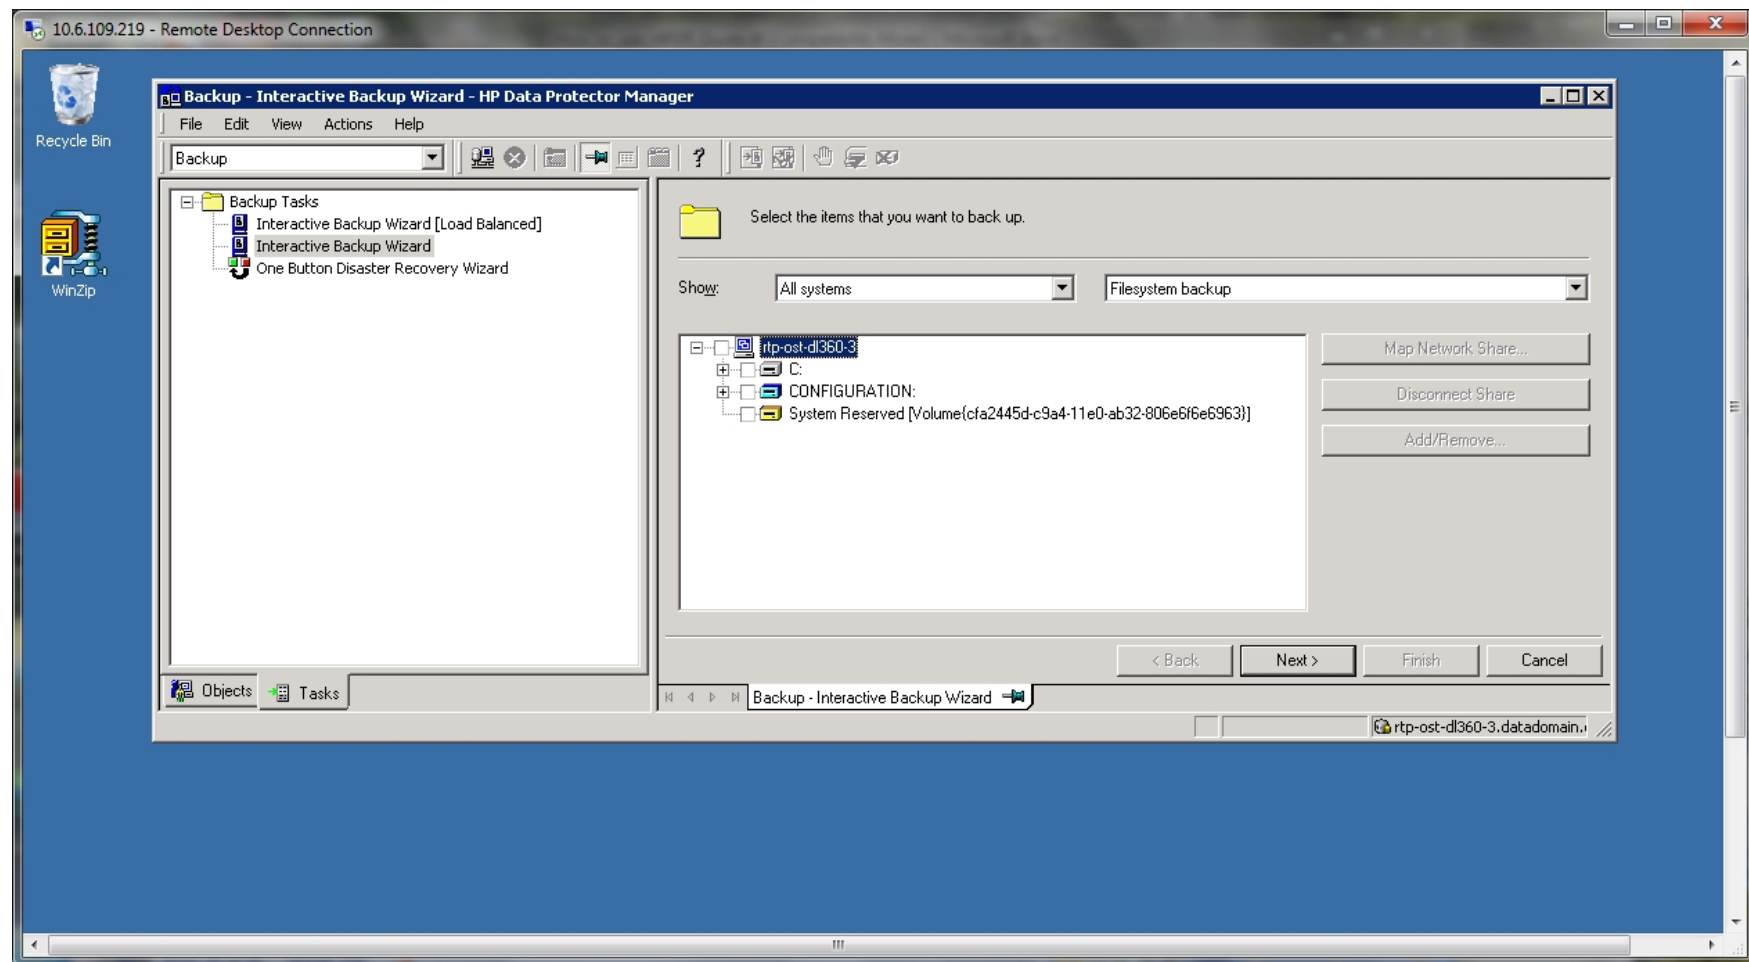 10.6.109.219 - Remote Desktop Connection
Recycle Bin
WinZip
Backup - Interactive Backup Wizard - HP Data Protector Manager
File Edit View Actions Help
Backup
Backup Tasks
Interactive Backup Wizard [Load Balanced]
Interactive Backup Wizard
One Button Disaster Recovery Wizard
Objects Tasks
Select the items that you want to back up.
Show: All systems Filesystem backup
rtp-ost-dl360-3
C:
CONFIGURATION:
System Reserved [Volume{cfa2445d-c9a4-11e0-ab32-806e6f6e6963}]
Map Network Share...
Disconnect Share
Add/Remove...
< Back Next > Finish Cancel
Backup - Interactive Backup Wizard
rtp-ost-dl360-3.datadomain.